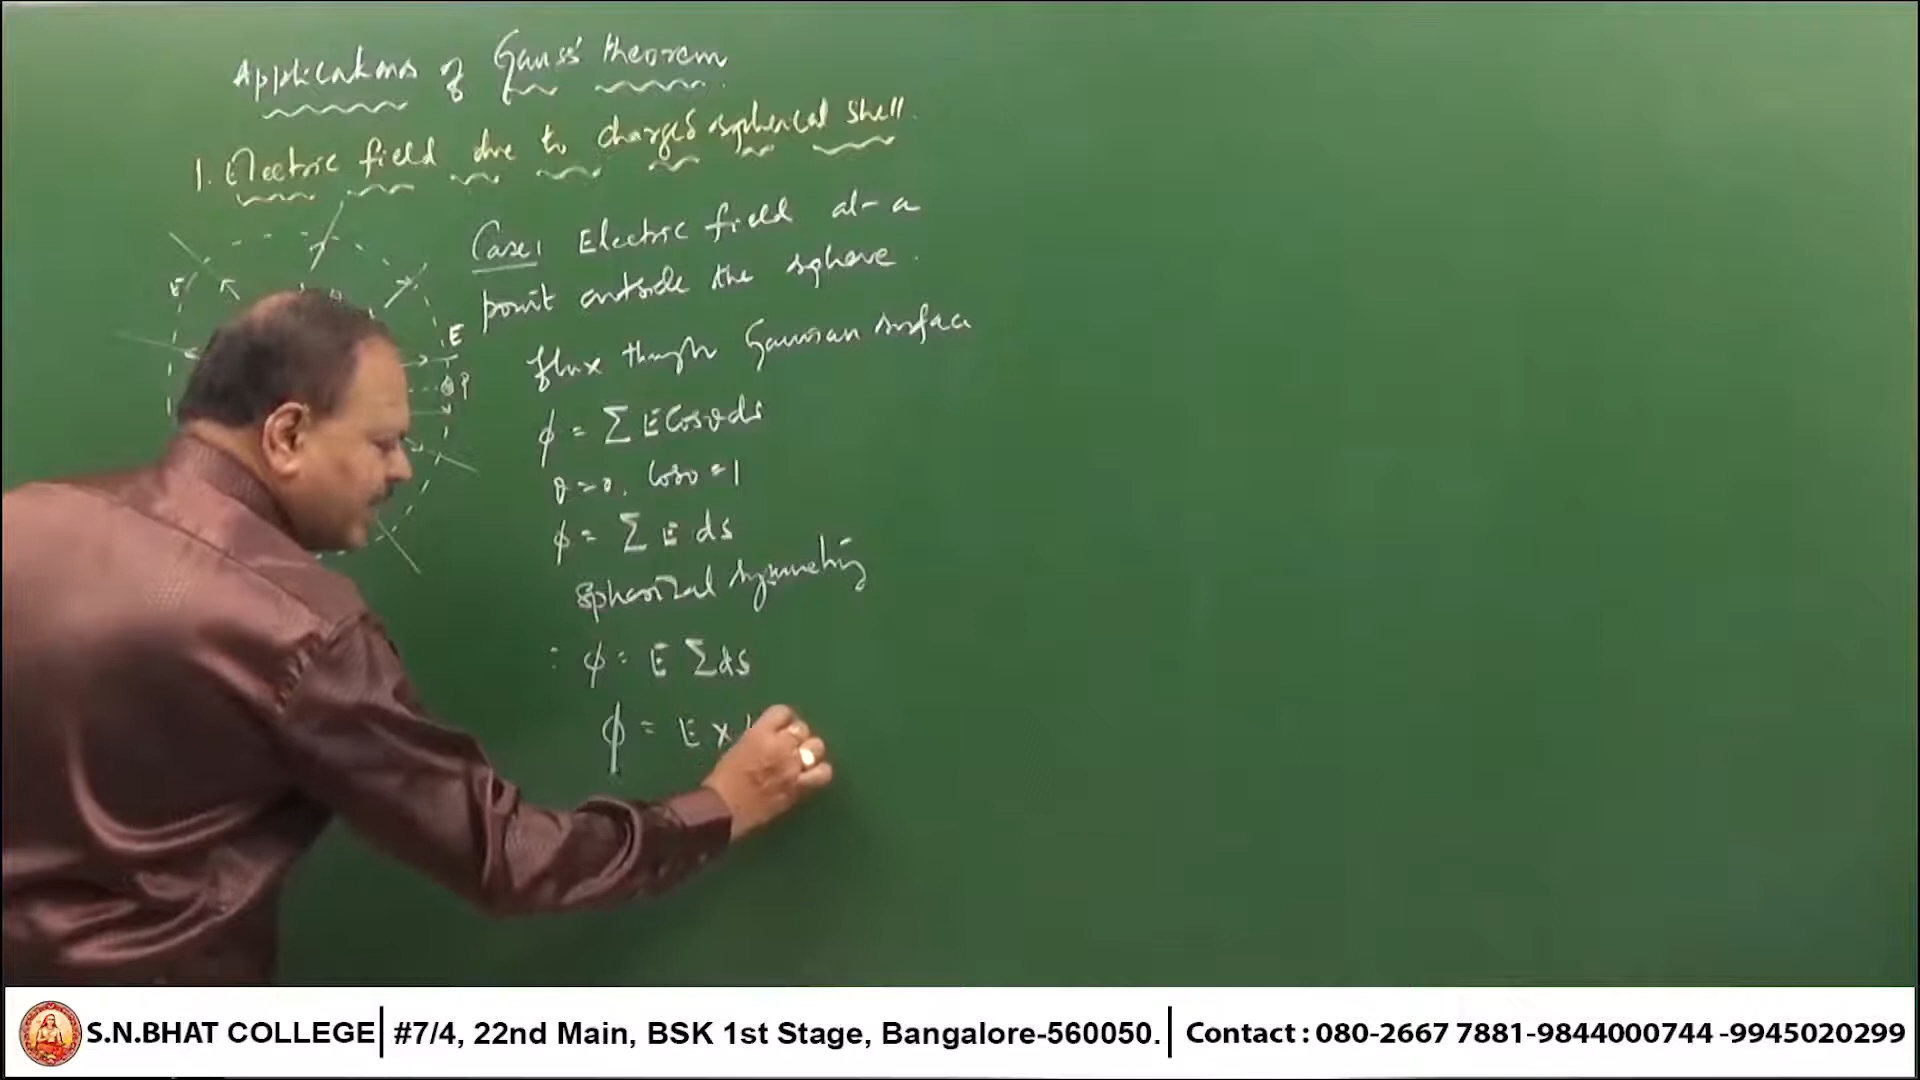 Applications of Gauss' theorem
1. Electric field due to charged spherical shell.
Case 1 Electric field at a
point outside the sphere.
flux through Gaussian surface
ϕ = Σ E Cosθ ds
θ = 0, Cos0 = 1
ϕ = Σ E ds
Spherical symmetry
∴ ϕ = E Σ ds
ϕ = E ×
E
E
P
S.N.BHAT COLLEGE | #7/4, 22nd Main, BSK 1st Stage, Bangalore-560050. | Contact : 080-2667 7881-9844000744 -9945020299